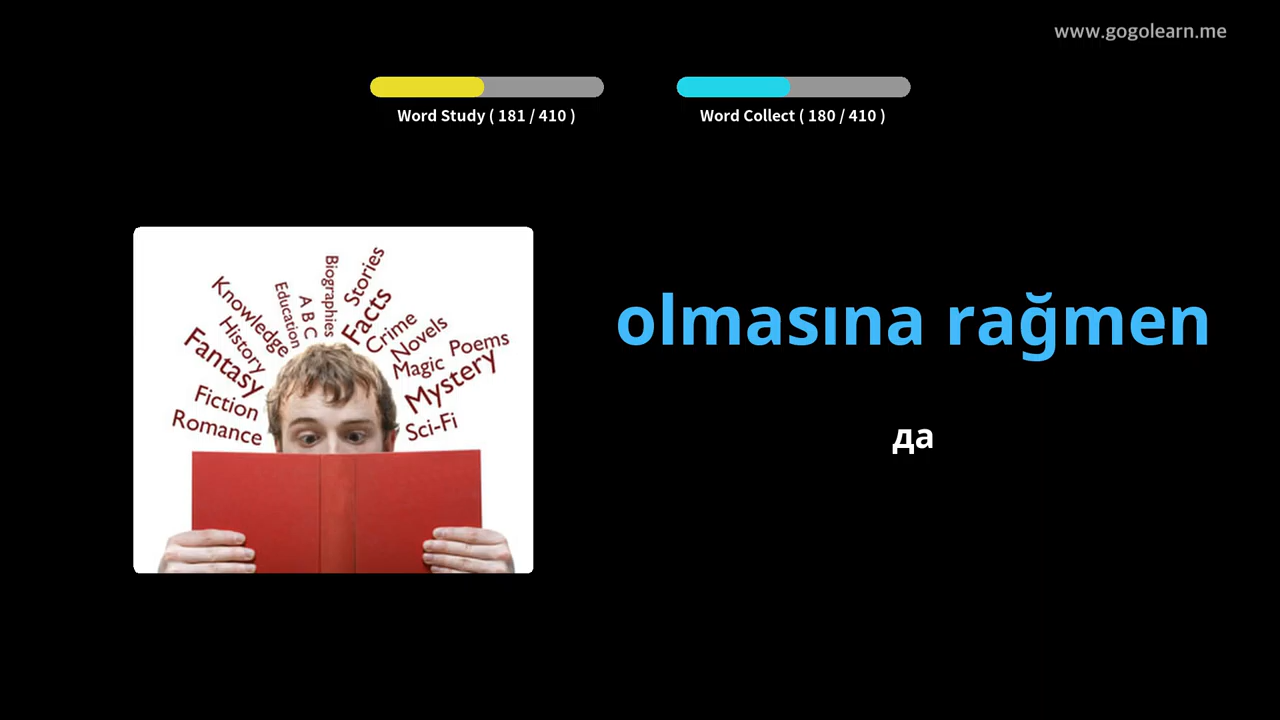 www.gogolearn.me
Word Study ( 181 / 410 )
Word Collect ( 180 / 410 )
olmasına rağmen
да
Biographies
Stories
Education
A B C
Facts
Knowledge
Crime
History
Novels
Fantasy
Magic
Poems
Mystery
Fiction
Romance
Sci-Fi